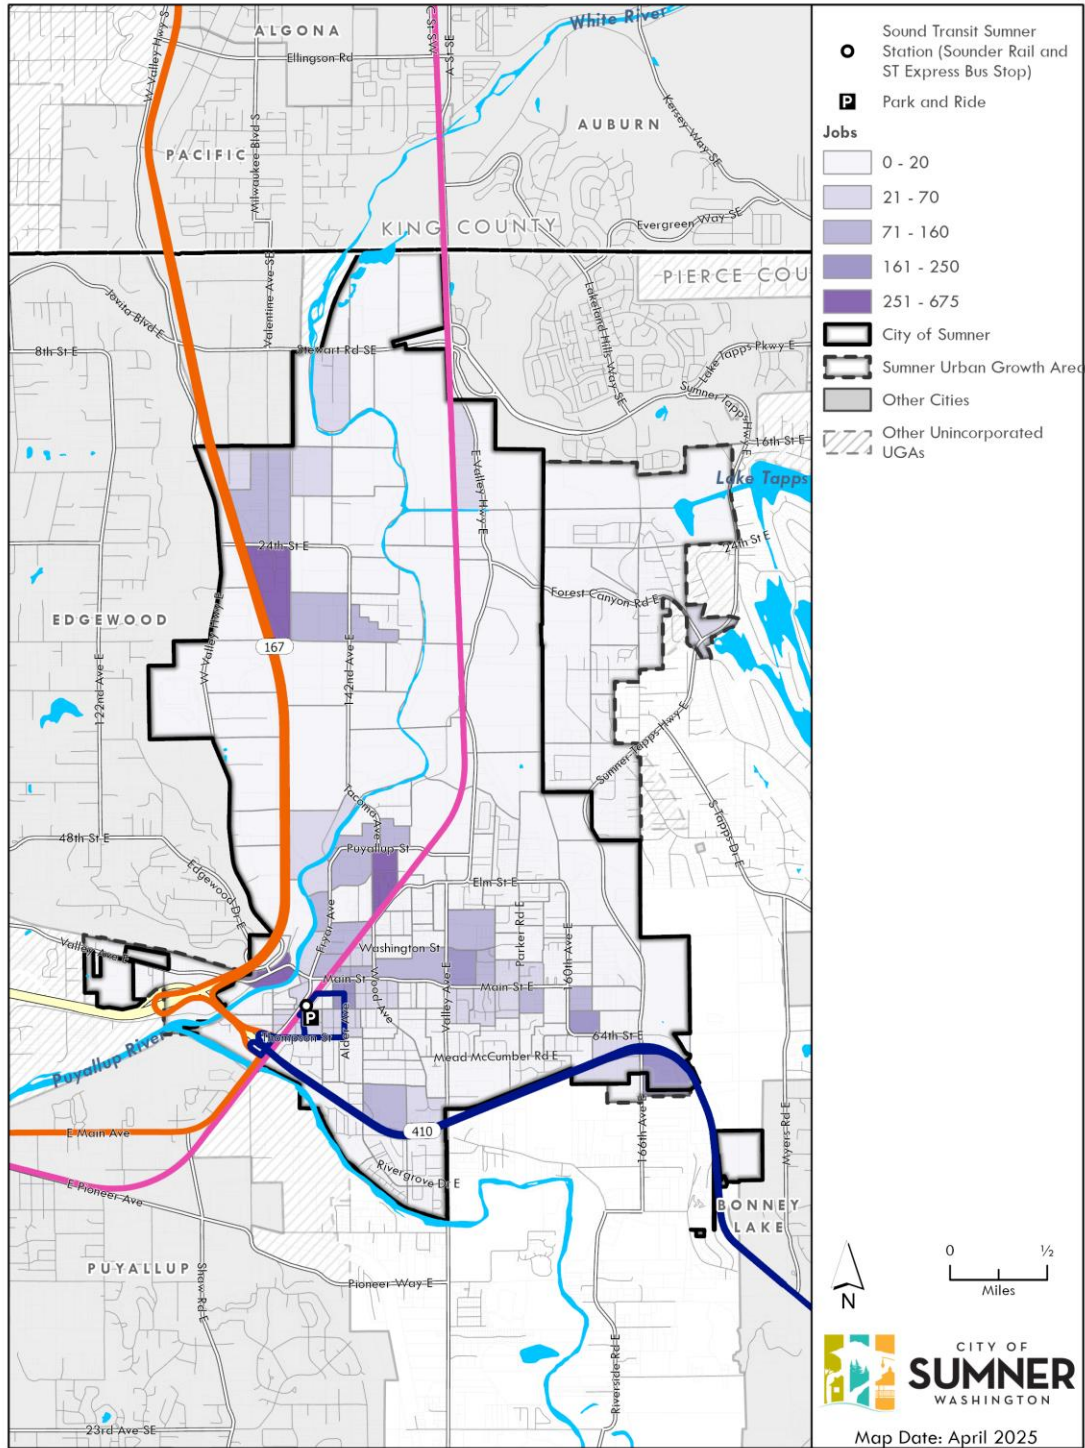 White River
ALGONA
Ellingson Rd
W Valley Hwy S
C St SW
A St SE
Milwaukee Blvd S
Kersey Way SE
AUBURN
PACIFIC
Evergreen Way SE
KING COUNTY
PIERCE COU
Valentine Ave SE
Jovita Blvd E
Lakeland Hills Way SE
8th St E
Stewart Rd SE
Lake Tapps Pkwy E
Sumner Tapps Hwy E
16th St E
Lake Tapps
E Valley Hwy E
24th St E
24th St E
Forest Canyon Rd E
EDGEWOOD
W Valley Hwy E
167
142nd Ave E
122nd Ave E
Sumner Tapps Hwy E
Tacoma Ave
S Tapps Dr E
48th St E
Puyallup St
Edgewood Dr E
Elm St E
Fryar Ave
Parker Rd E
160th Ave E
Valley Ave E
Washington St
Main St
Wood Ave
Valley Ave E
Main St E
P
Thompson St
Alder Ave
64th St E
Puyallup River
Mead McCumber Rd E
410
E Main Ave
166th Ave E
Myers Rd E
Rivergrove Dr E
E Pioneer Ave
BONNEY
LAKE
PUYALLUP
Shaw Rd E
Pioneer Way E
Riverside Rd E
23rd Ave SE
Sound Transit Sumner
Station (Sounder Rail and
ST Express Bus Stop)
P Park and Ride
Jobs
0 - 20
21 - 70
71 - 160
161 - 250
251 - 675
City of Sumner
Sumner Urban Growth Area
Other Cities
Other Unincorporated
UGAs
N
0 ½
Miles
CITY OF
SUMNER
WASHINGTON
Map Date: April 2025